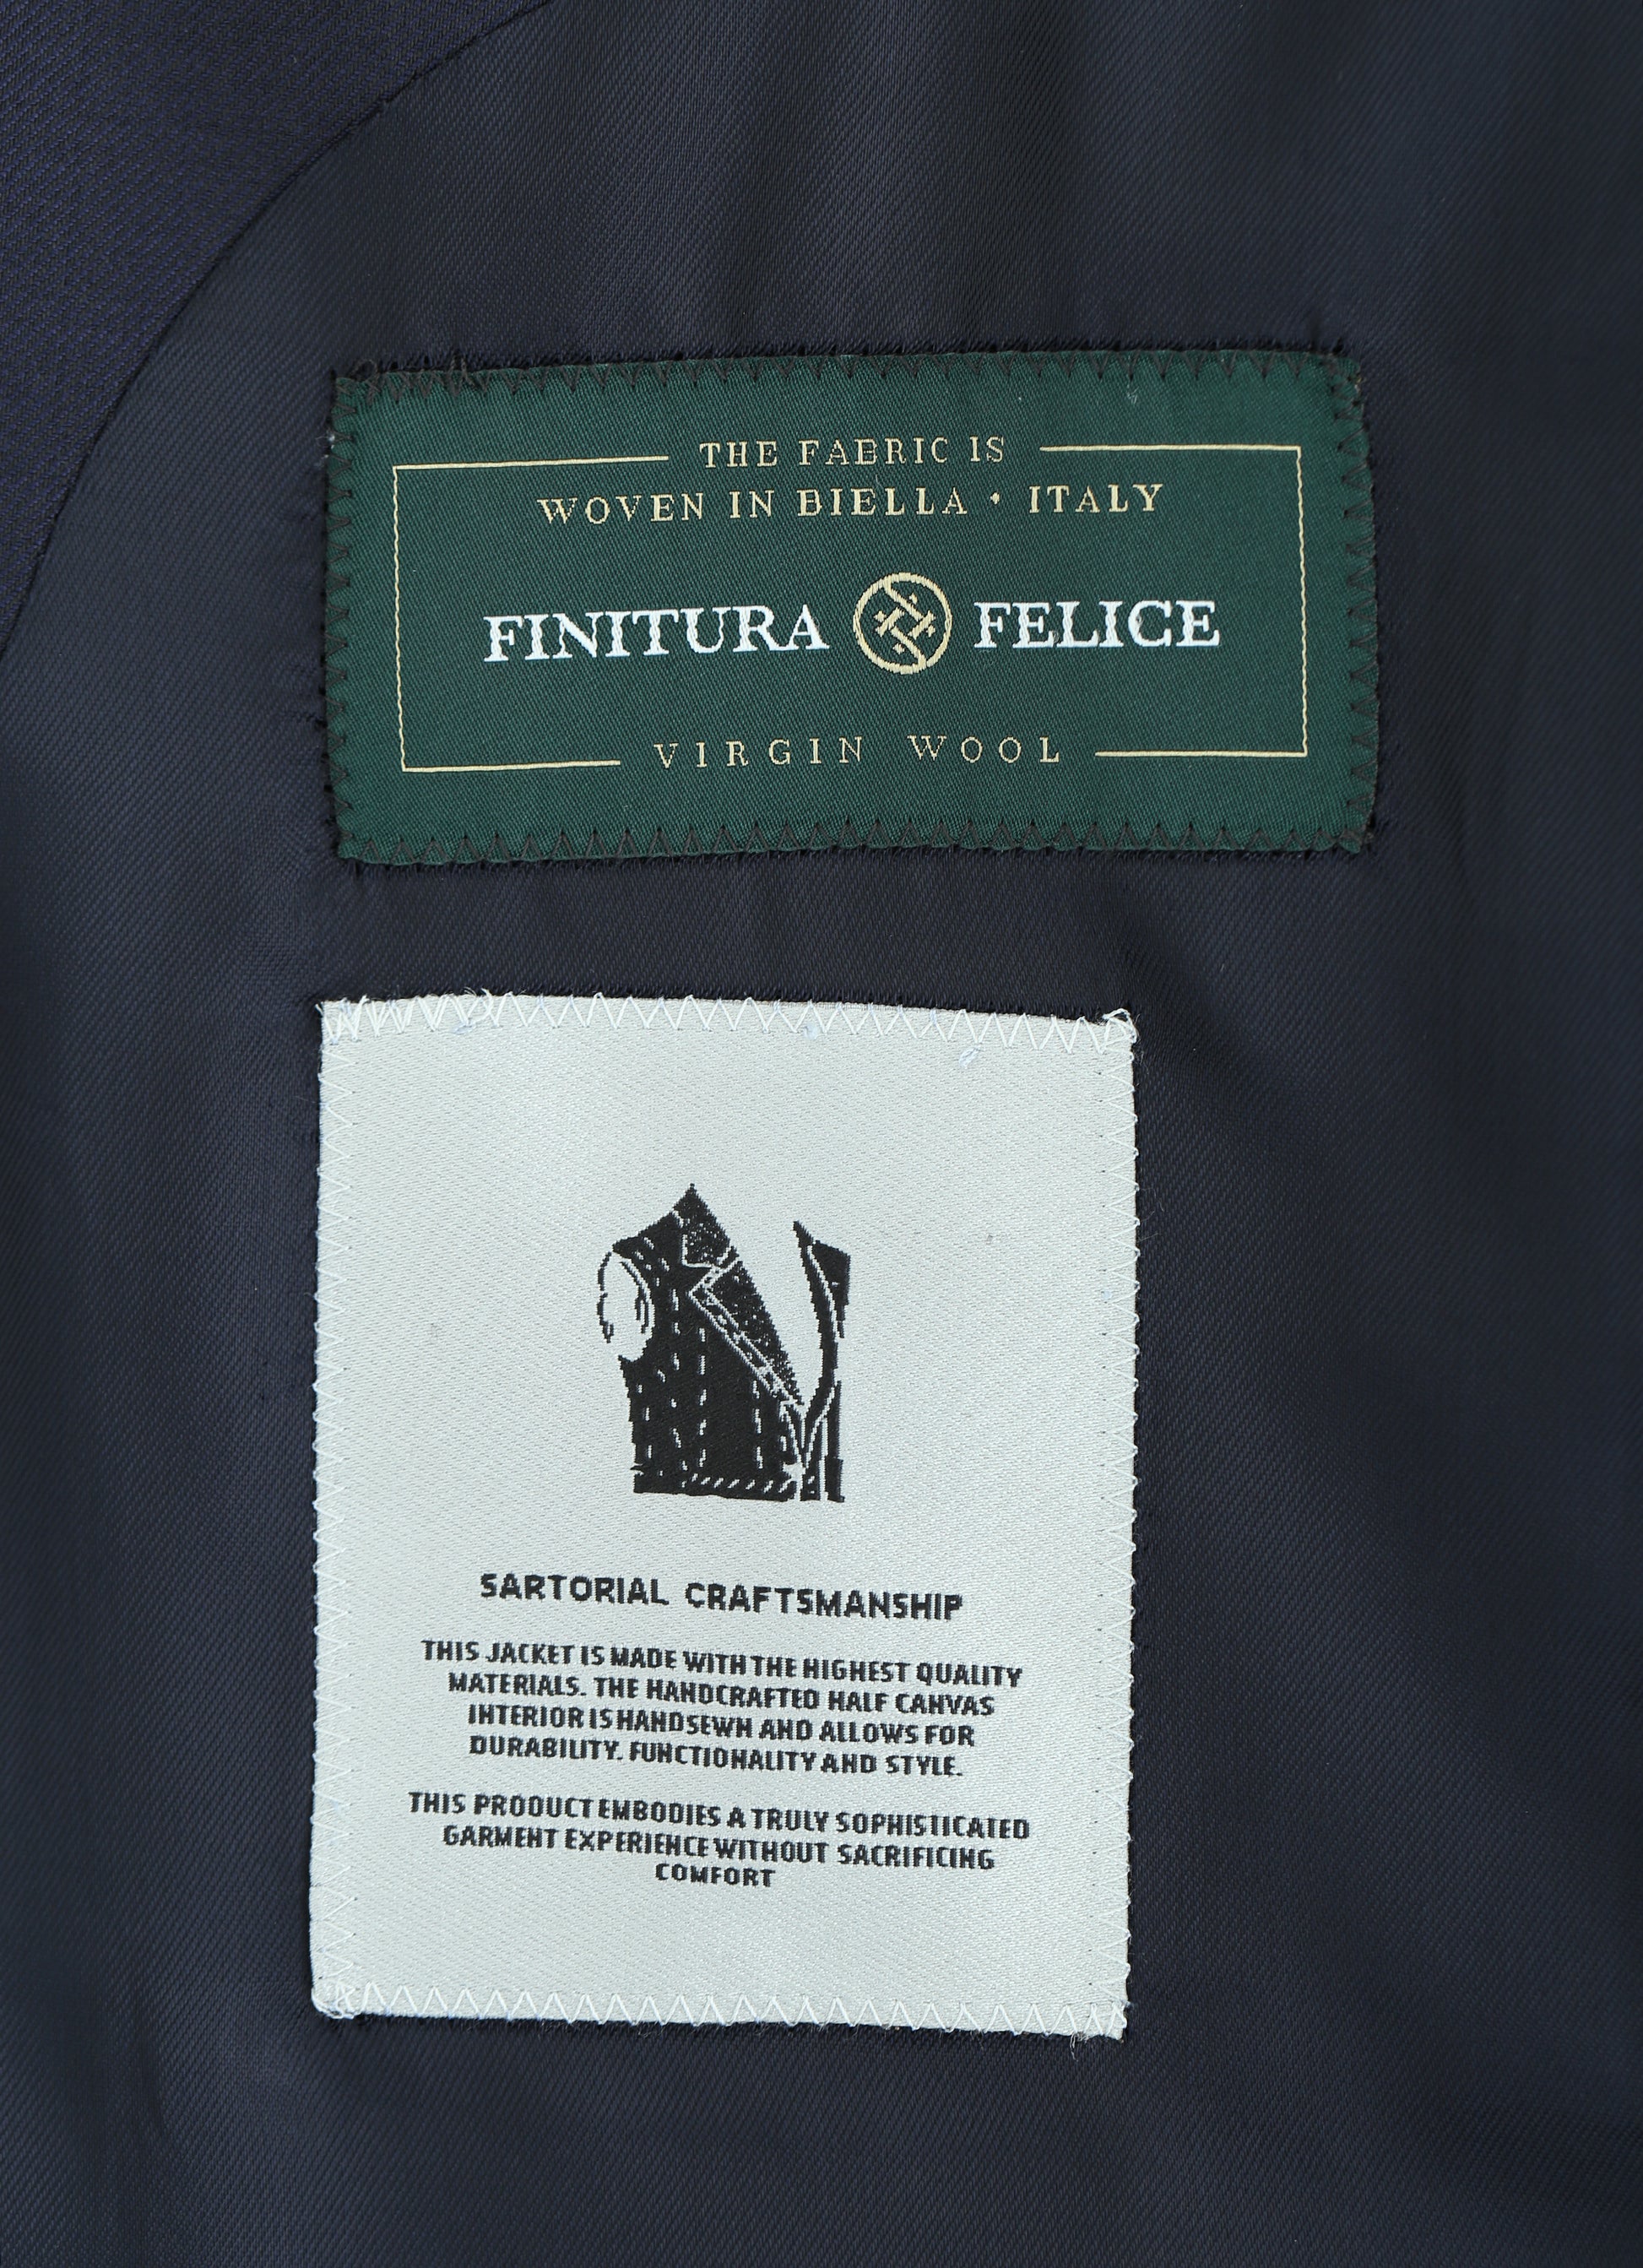 THE FABRIC IS
WOVEN IN BIELLA • ITALY
FINITURA FELICE
VIRGIN WOOL
SARTORIAL CRAFTSMANSHIP
THIS JACKET IS MADE WITH THE HIGHEST QUALITY
MATERIALS. THE HANDCRAFTED HALF CANVAS
INTERIOR IS HANDSEWN AND ALLOWS FOR
DURABILITY. FUNCTIONALITY AND STYLE.
THIS PRODUCT EMBODIES A TRULY SOPHISTICATED
GARMENT EXPERIENCE WITHOUT SACRIFICING
COMFORT